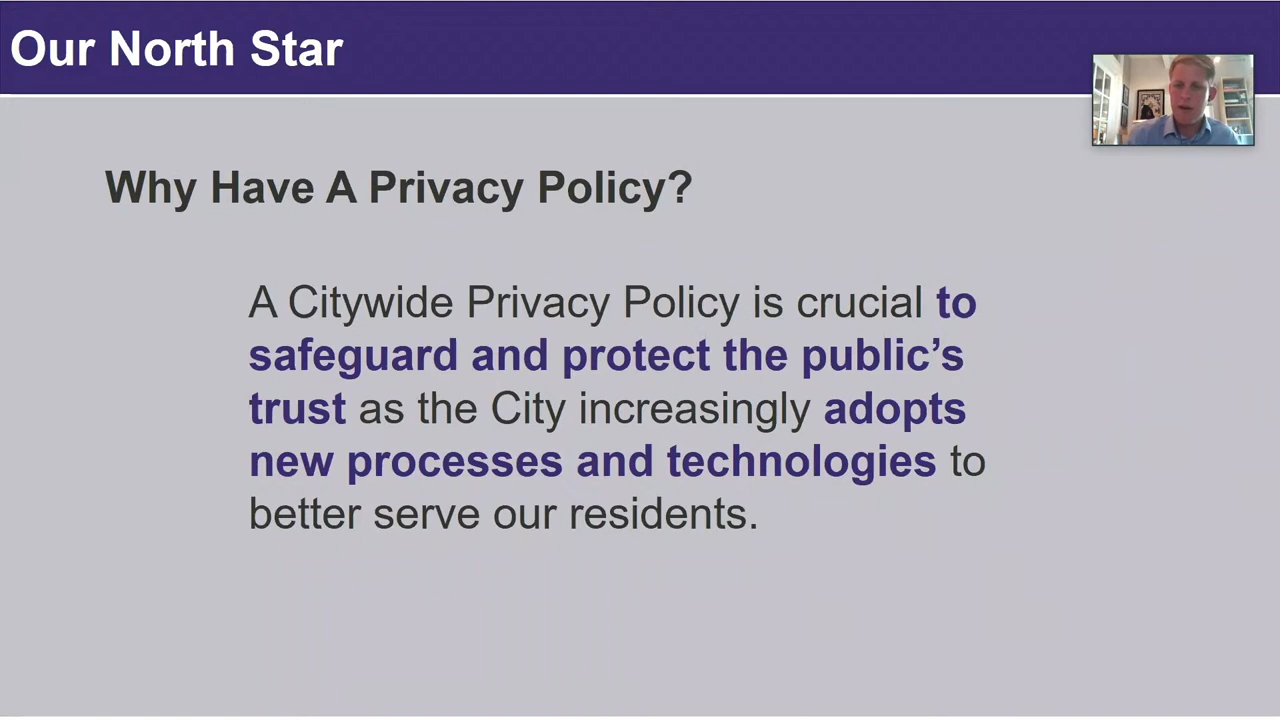 Our North Star
Why Have A Privacy Policy?
A Citywide Privacy Policy is crucial to
safeguard and protect the public’s
trust as the City increasingly adopts
new processes and technologies to
better serve our residents.